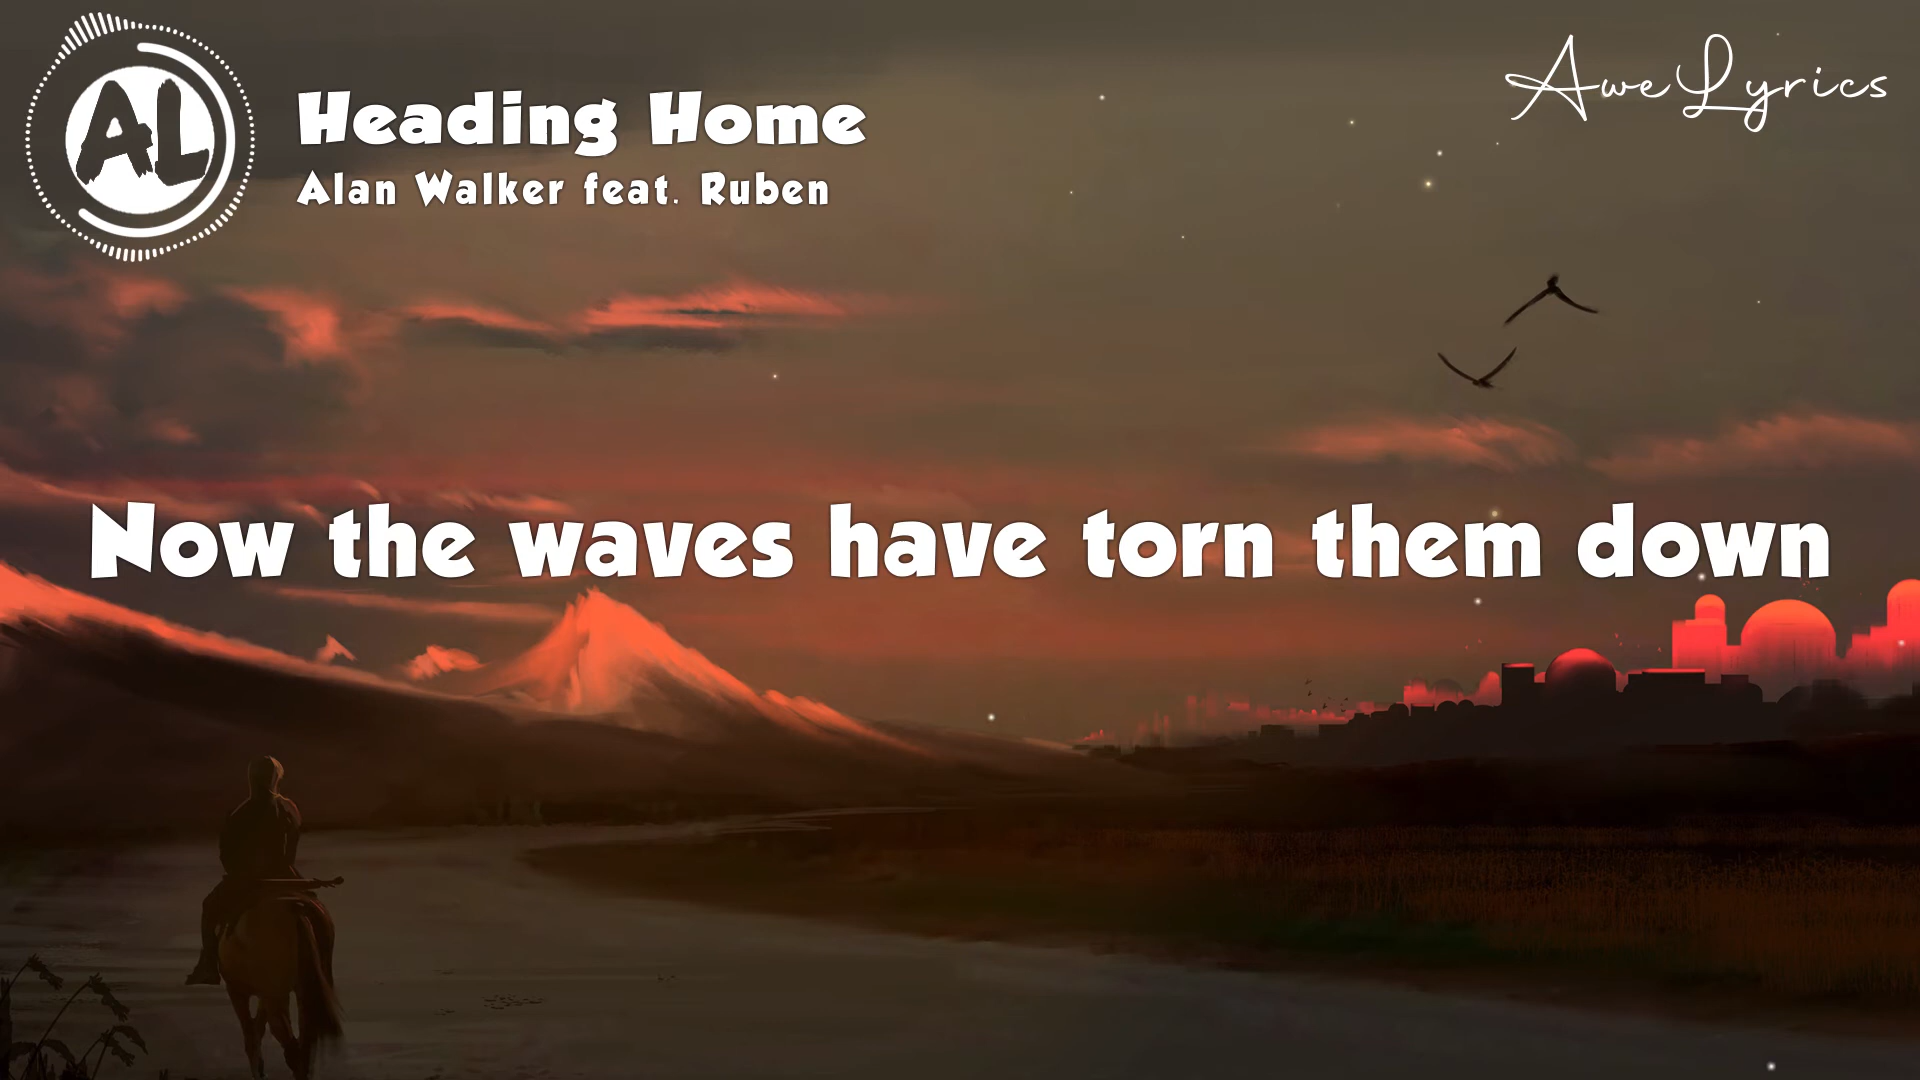 AL
Heading Home
Alan Walker feat. Ruben
AweLyrics
Now the waves have torn them down